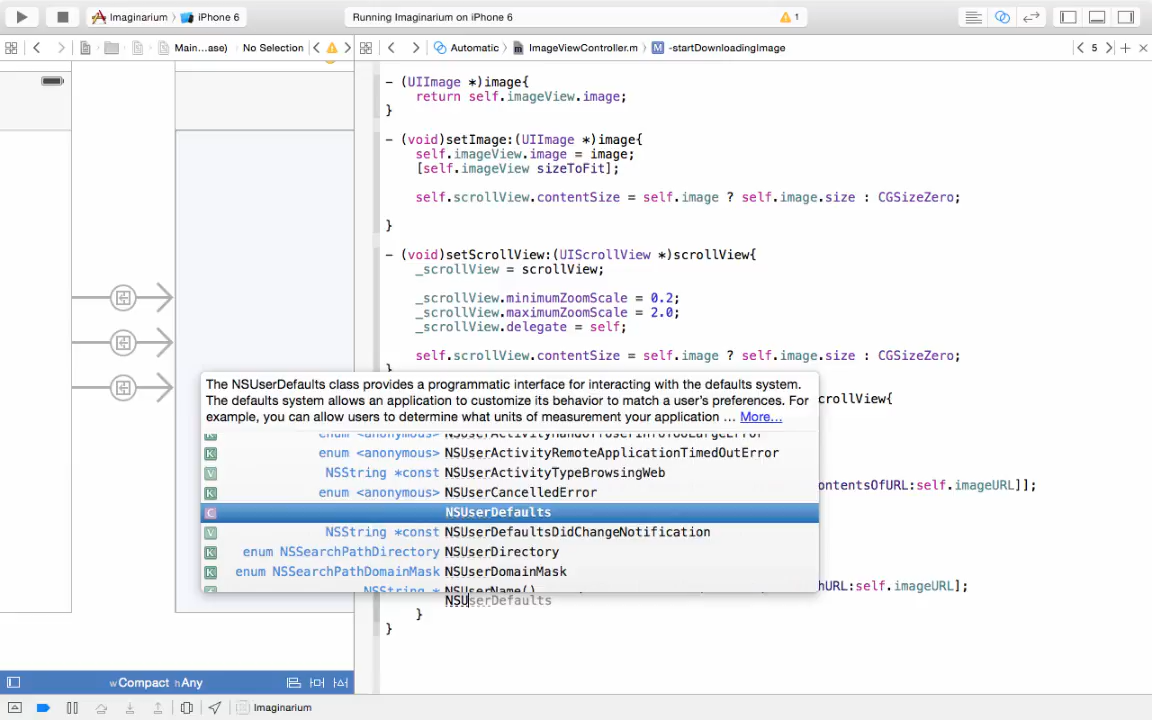 Imaginarium
iPhone 6
Running Imaginarium on iPhone 6
1
Main...ase)
No Selection
Automatic
ImageViewController.m
-startDownloadingImage
5
- (UIImage *)image{
return self.imageView.image;
}
- (void)setImage:(UIImage *)image{
self.imageView.image = image;
[self.imageView sizeToFit];
self.scrollView.contentSize = self.image ? self.image.size : CGSizeZero;
}
- (void)setScrollView:(UIScrollView *)scrollView{
_scrollView = scrollView;
_scrollView.minimumZoomScale = 0.2;
_scrollView.maximumZoomScale = 2.0;
_scrollView.delegate = self;
self.scrollView.contentSize = self.image ? self.image.size : CGSizeZero;
}
The NSUserDefaults class provides a programmatic interface for interacting with the defaults system.
The defaults system allows an application to customize its behavior to match a user's preferences. For
example, you can allow users to determine what units of measurement your application ... More...
crollView{
K enum <anonymous> NSUserActivityHandoffUserInfoTooLargeError
K enum <anonymous> NSUserActivityRemoteApplicationTimedOutError
V NSString *const NSUserActivityTypeBrowsingWeb
ontentsOfURL:self.imageURL]];
K enum <anonymous> NSUserCancelledError
C NSUserDefaults
V NSString *const NSUserDefaultsDidChangeNotification
K enum NSSearchPathDirectory NSUserDirectory
K enum NSSearchPathDomainMask NSUserDomainMask
hURL:self.imageURL];
NSString * NSUserName()
NSUserDefaults
}
}
wCompact hAny
Imaginarium